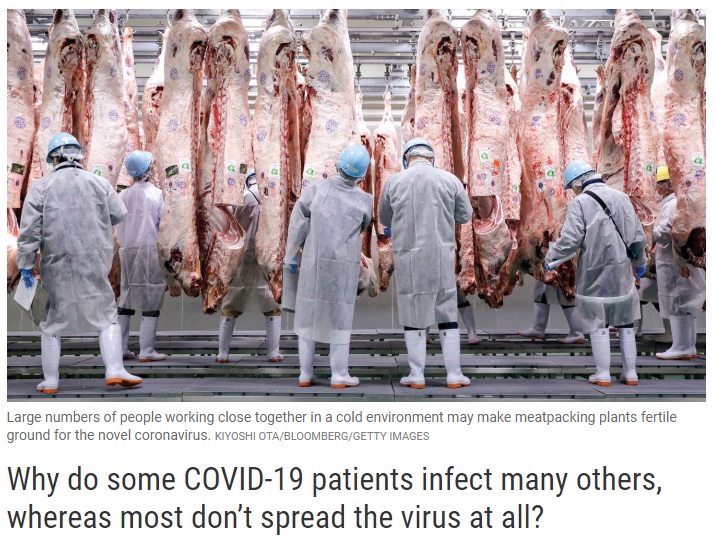 Large numbers of people working close together in a cold environment may make meatpacking plants fertile
ground for the novel coronavirus. KIYOSHI OTA/BLOOMBERG/GETTY IMAGES
Why do some COVID-19 patients infect many others,
whereas most don’t spread the virus at all?